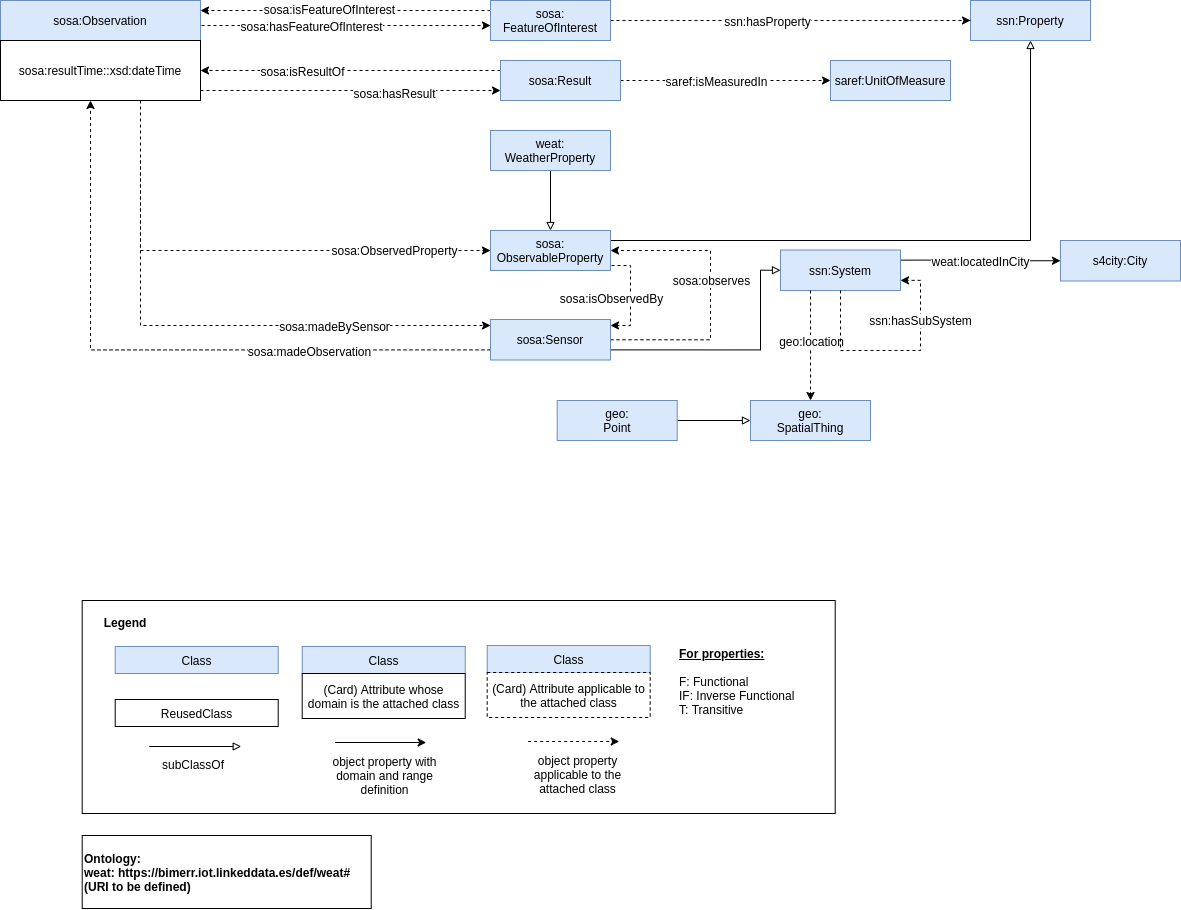 sosa:Observation
sosa:isFeatureOfInterest
sosa:hasFeatureOfInterest
sosa:
FeatureOfInterest
ssn:hasProperty
ssn:Property
sosa:resultTime::xsd:dateTime
sosa:isResultOf
sosa:hasResult
sosa:Result
saref:isMeasuredIn
saref:UnitOfMeasure
weat:
WeatherProperty
sosa:ObservedProperty
sosa:
ObservableProperty
sosa:isObservedBy
sosa:observes
ssn:System
weat:locatedInCity
s4city:City
sosa:madeBySensor
sosa:madeObservation
sosa:Sensor
ssn:hasSubSystem
geo:location
geo:
Point
geo:
SpatialThing
Legend
Class
ReusedClass
subClassOf
Class
(Card) Attribute whose
domain is the attached class
object property with
domain and range
definition
Class
(Card) Attribute applicable to
the attached class
object property
applicable to the
attached class
For properties:
F: Functional
IF: Inverse Functional
T: Transitive
Ontology:
weat: https://bimerr.iot.linkeddata.es/def/weat#
(URI to be defined)